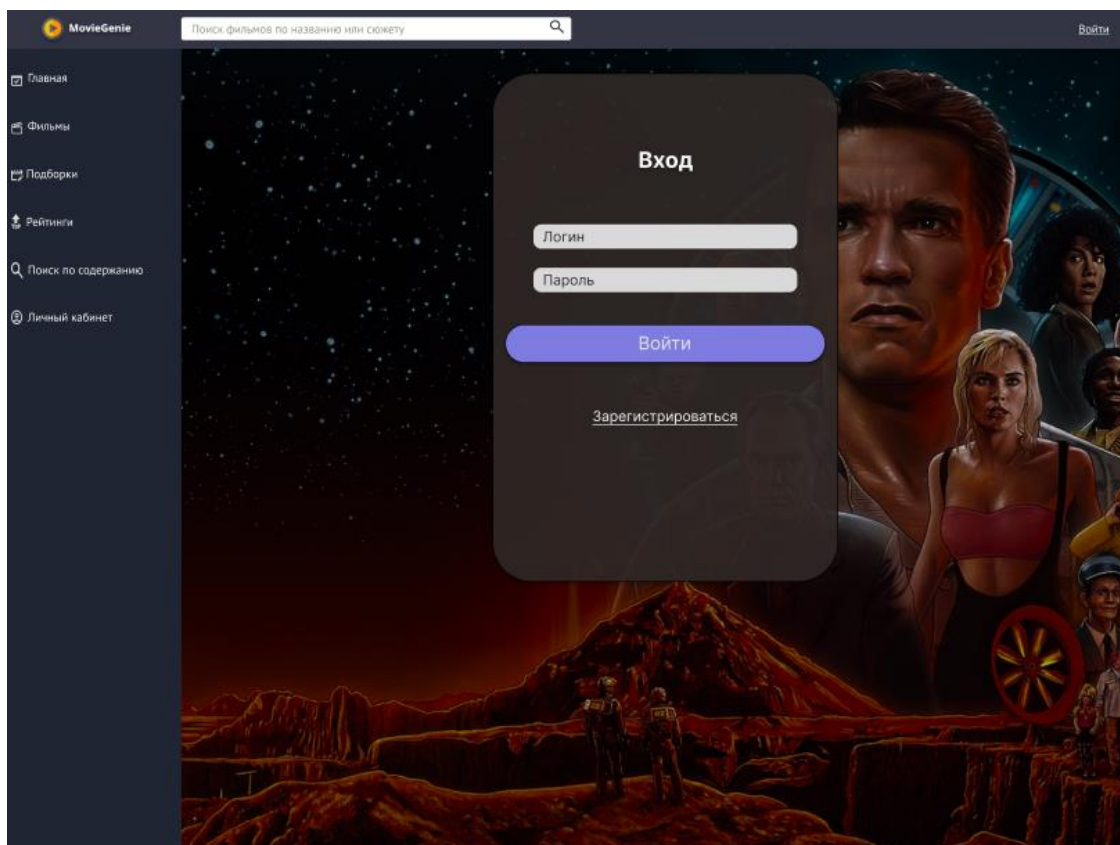 MovieGenie
Поиск фильмов по названию или сюжету
Войти
Главная
Фильмы
Подборки
Рейтинги
Поиск по содержанию
Личный кабинет
Вход
Логин
Пароль
Войти
Зарегистрироваться